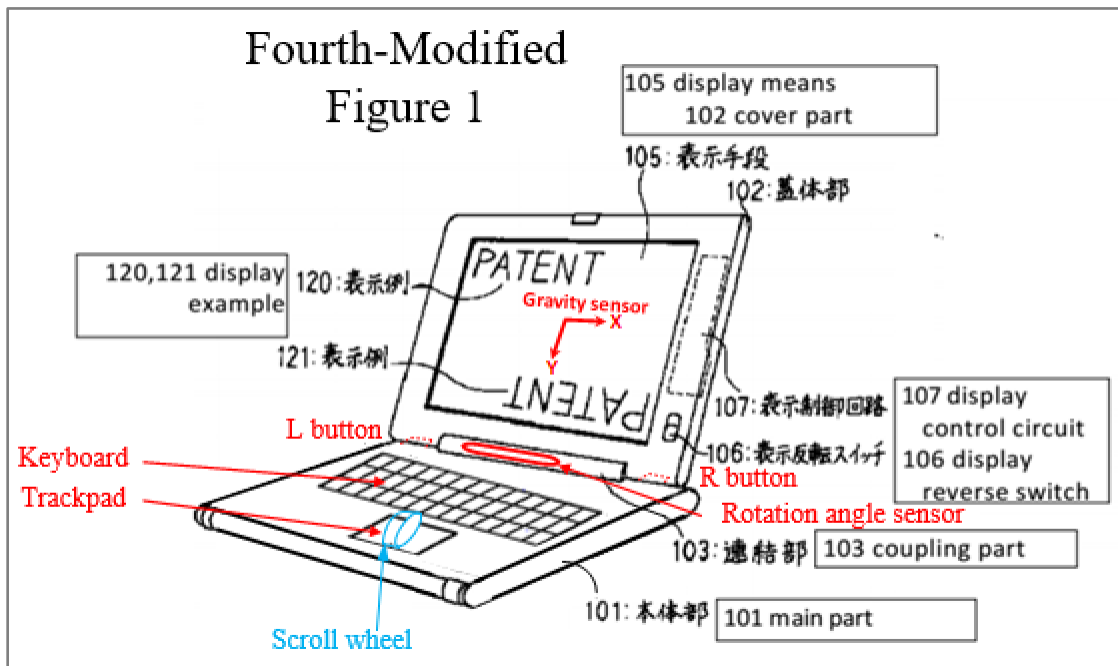 Fourth-Modified
Figure 1
105 display means
102 cover part
105:表示手段
102:蓋体部
120,121 display
example
120:表示例
PATENT
Gravity sensor
X
Y
121:表示例
PATENT
107:表示制御回路
107 display
control circuit
106 display
reverse switch
L button
106:表示反転スイッチ
Keyboard
R button
Trackpad
Rotation angle sensor
103:連結部
103 coupling part
101:本体部
101 main part
Scroll wheel